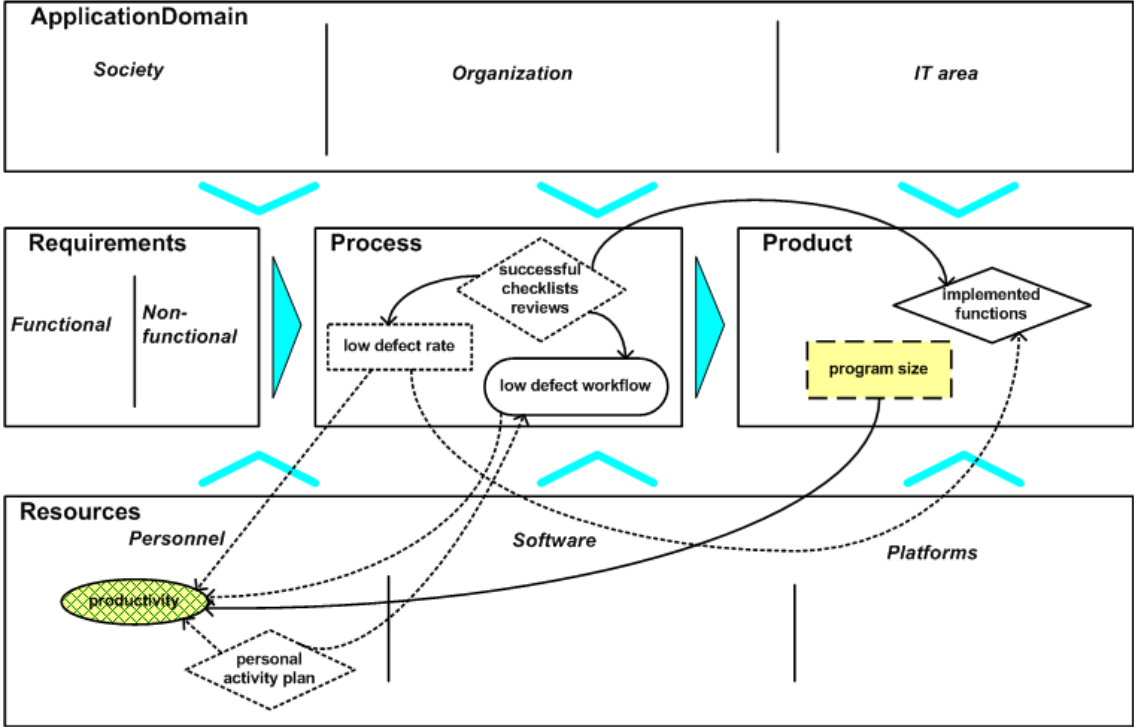 ApplicationDomain
Society
Organization
IT area
Requirements
Functional
Non-
functional
Process
successful
checklists
reviews
low defect rate
low defect workflow
Product
implemented
functions
program size
Resources
Personnel
Software
Platforms
productivity
personal
activity plan